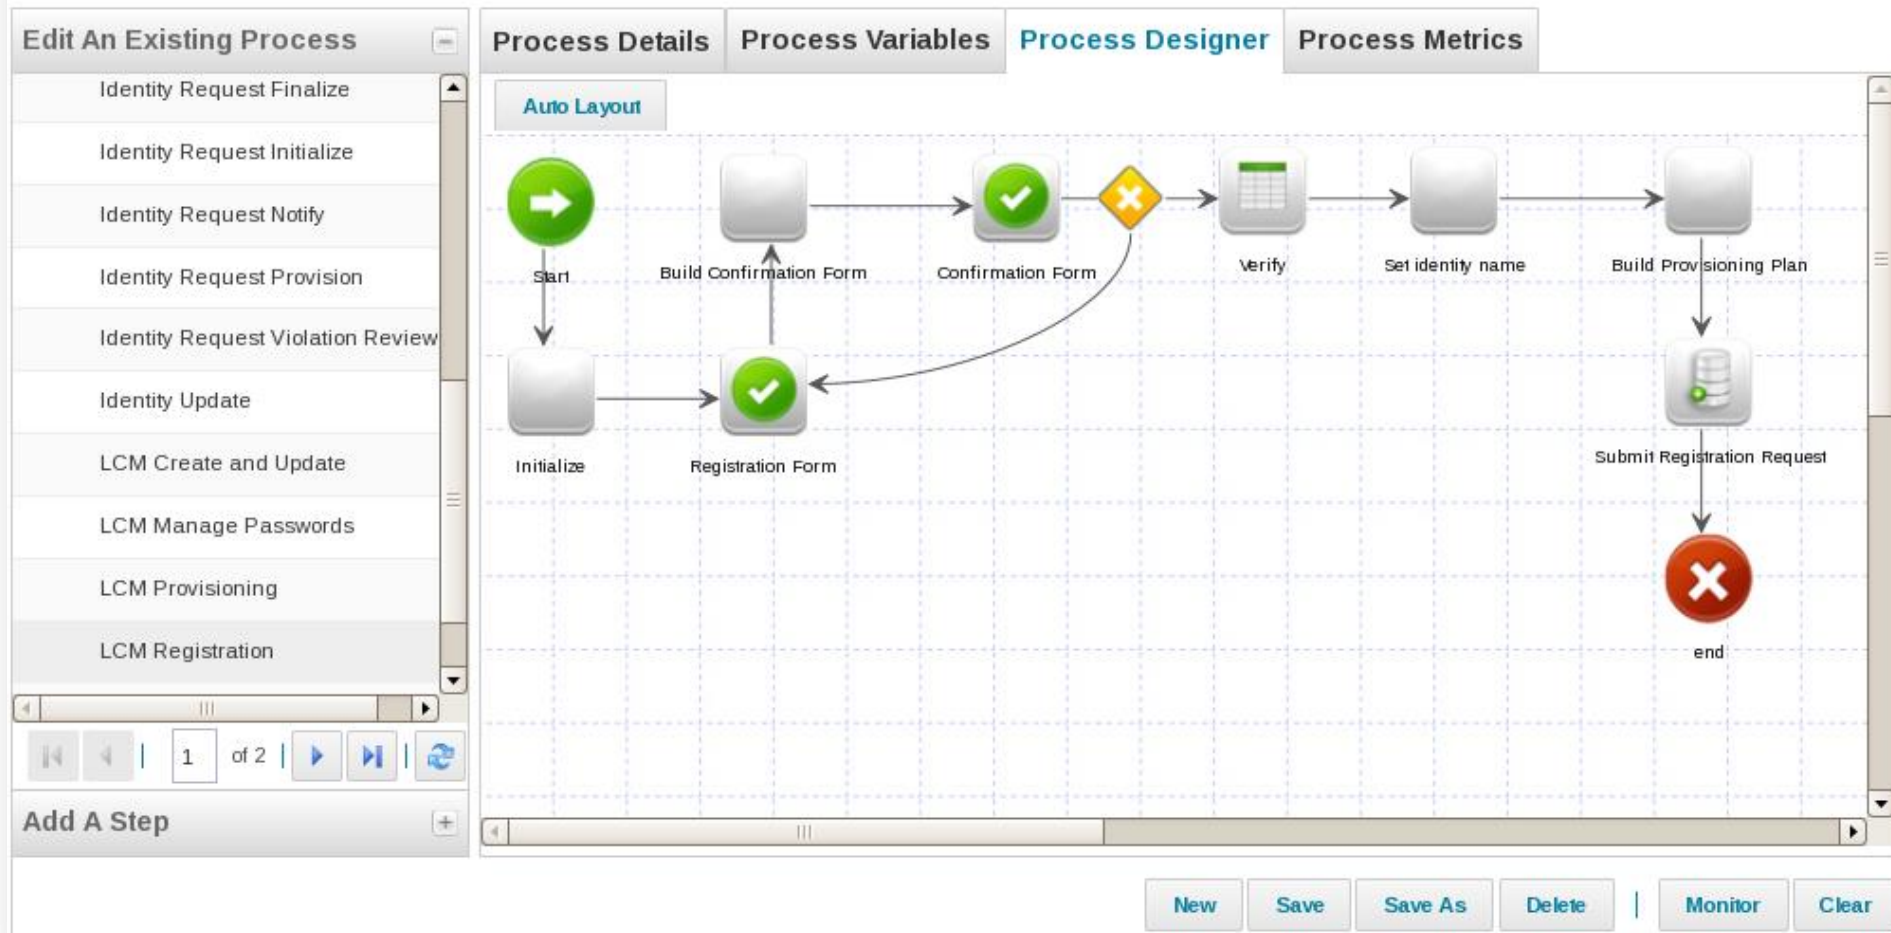 Edit An Existing Process
Identity Request Finalize
Identity Request Initialize
Identity Request Notify
Identity Request Provision
Identity Request Violation Review
Identity Update
LCM Create and Update
LCM Manage Passwords
LCM Provisioning
LCM Registration
1 of 2
Add A Step
Process Details Process Variables Process Designer Process Metrics
Auto Layout
Start
Build Confirmation Form
Confirmation Form
Verify
Set identity name
Build Provisioning Plan
Initialize
Registration Form
Submit Registration Request
end
New Save Save As Delete Monitor Clear